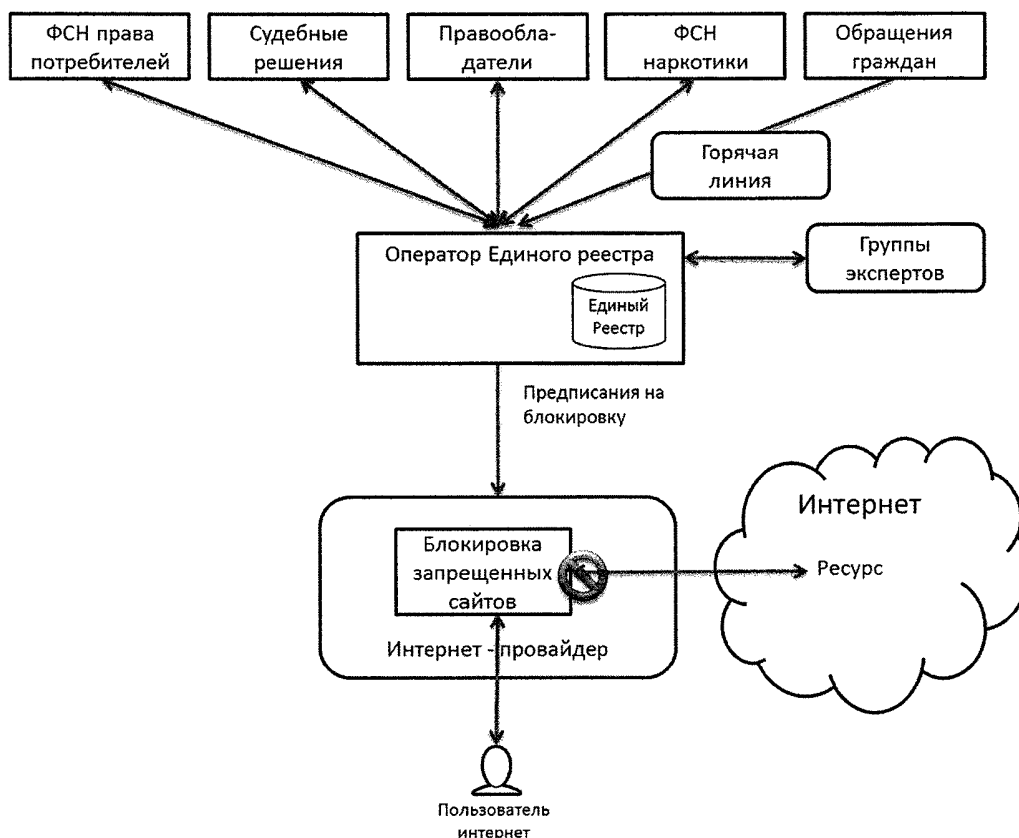 ФСН права
потребителей
Судебные
решения
Правообла-
датели
ФСН
наркотики
Обращения
граждан
Горячая
линия
Оператор Единого реестра
Единый
Реестр
Группы
экспертов
Предписания на
блокировку
Интернет
Ресурс
Блокировка
запрещенных
сайтов
Интернет - провайдер
Пользователь
интернет